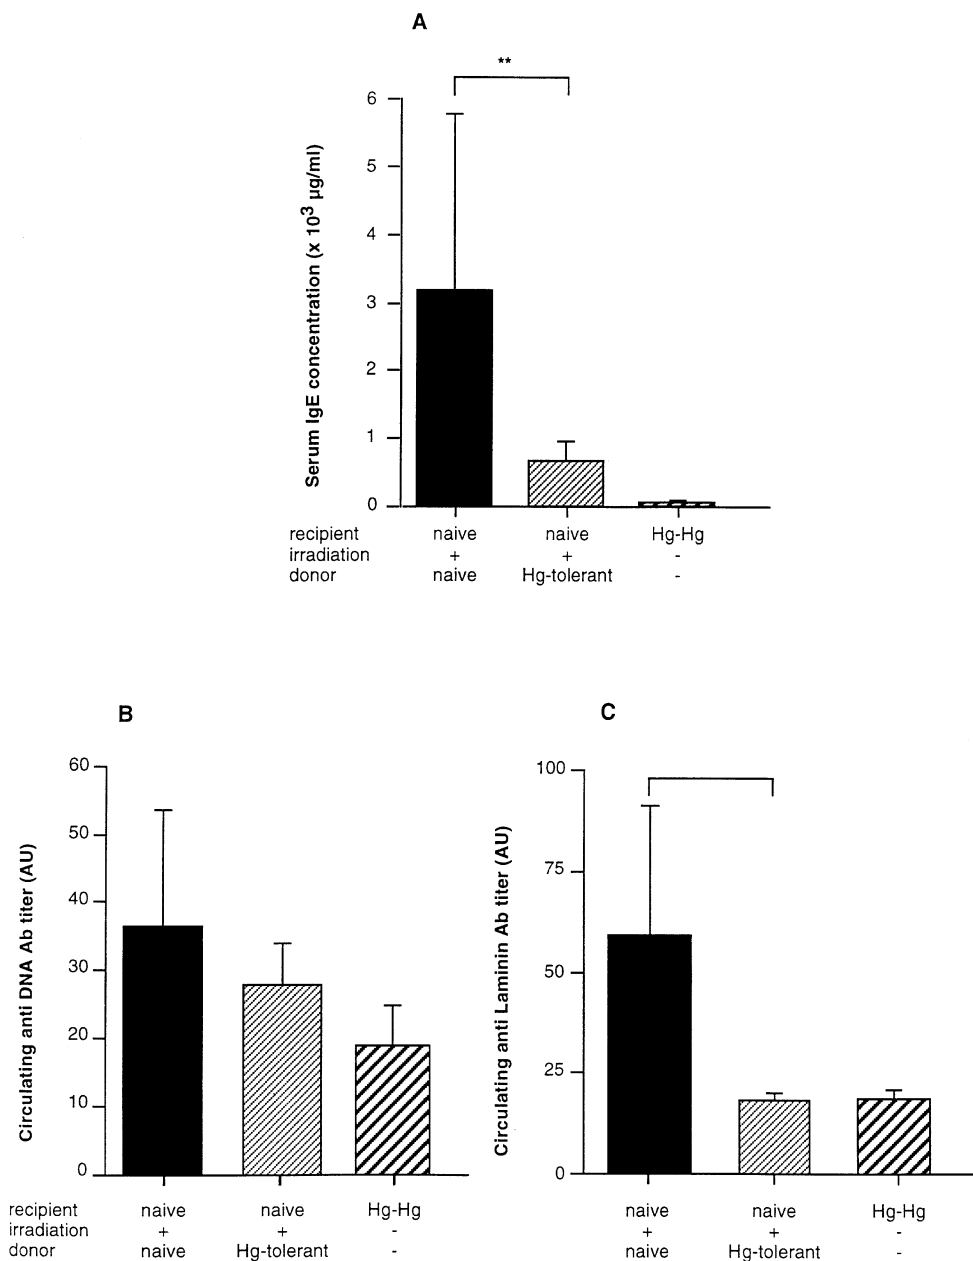 A
**
6
5
4
3
2
1
0
Serum IgE concentration (x 10³ µg/ml)
recipient naive naive Hg-Hg
irradiation + + -
donor naive Hg-tolerant -
B
60
50
40
30
20
10
0
Circulating anti DNA Ab titer (AU)
recipient naive naive Hg-Hg
irradiation + + -
donor naive Hg-tolerant -
C
100
75
50
25
0
Circulating anti Laminin Ab titer (AU)
naive naive Hg-Hg
+ + -
naive Hg-tolerant -